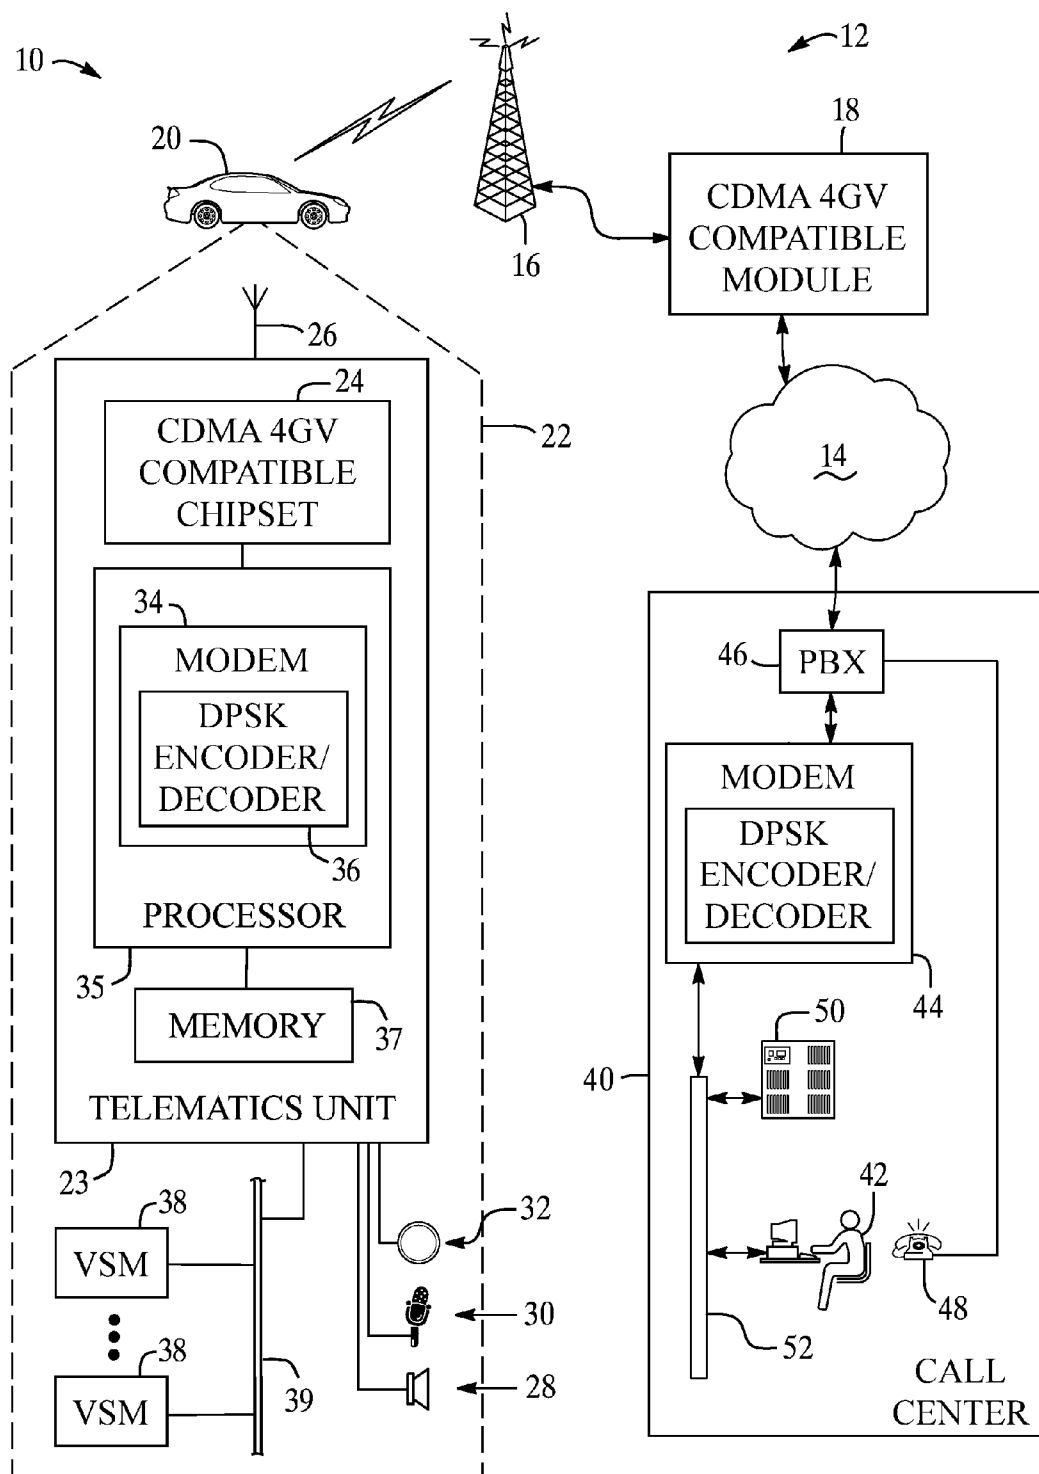 10
12
20
16
18
CDMA 4GV
COMPATIBLE
MODULE
26
24
CDMA 4GV
COMPATIBLE
CHIPSET
22
14
34
MODEM
DPSK
ENCODER/
DECODER
36
PROCESSOR
35
MEMORY
37
TELEMATICS UNIT
23
38
VSM
38
VSM
39
32
30
28
46
PBX
MODEM
DPSK
ENCODER/
DECODER
44
50
40
42
48
52
CALL
CENTER